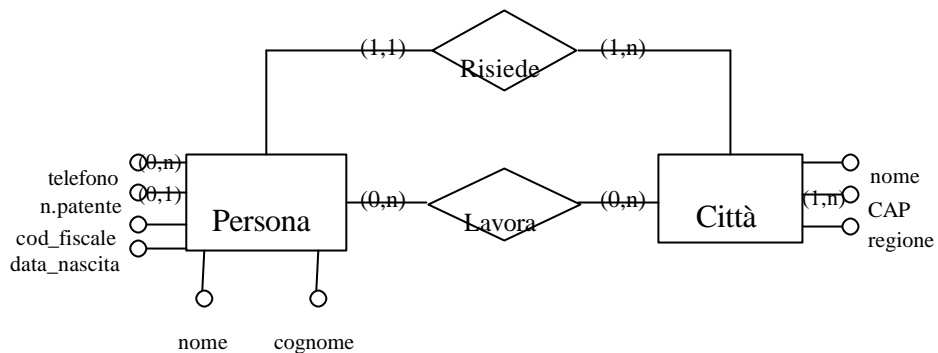 (1,1)
(1,n)
Risiede
(0,n)
telefono
(0,1)
n.patente
cod_fiscale
data_nascita
Persona
(0,n)
Lavora
(0,n)
Città
nome
(1,n)
CAP
regione
nome
cognome